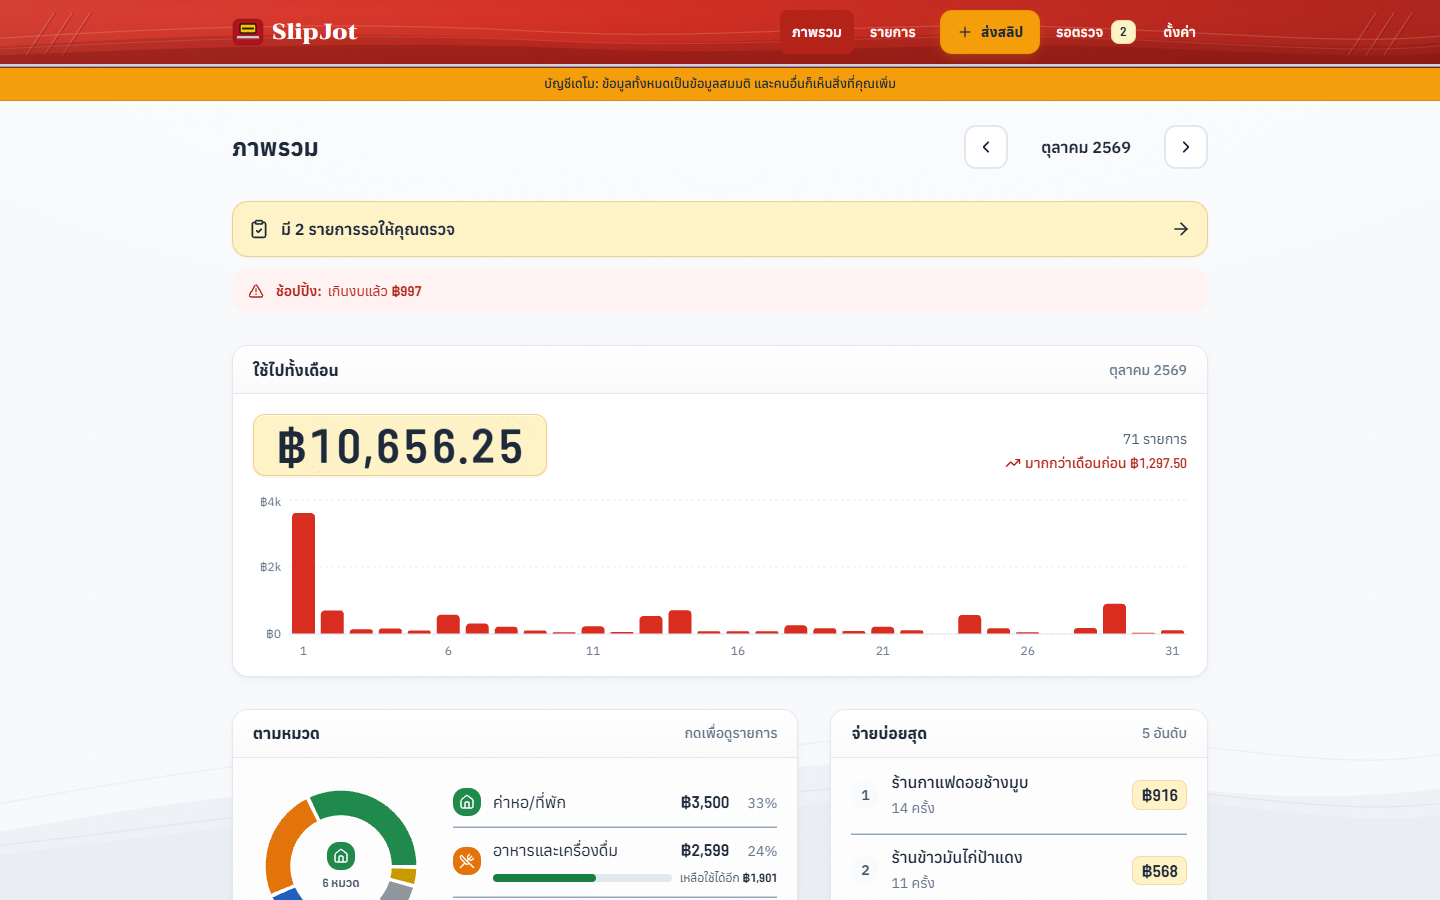 SlipJot
ภาพรวม รายการ + ส่งสลิป รอตรวจ 2 ตั้งค่า
บัญชีเดโม: ข้อมูลทั้งหมดเป็นข้อมูลสมมติ และคนอื่นก็เห็นสิ่งที่คุณเพิ่ม
ภาพรวม
ตุลาคม 2569
มี 2 รายการรอให้คุณตรวจ
ช้อปปิ้ง: เกินงบแล้ว ฿997
ใช้ไปทั้งเดือน
ตุลาคม 2569
฿10,656.25
71 รายการ
มากกว่าเดือนก่อน ฿1,297.50
฿4k
฿2k
฿0
1 6 11 16 21 26 31
ตามหมวด
กดเพื่อดูรายการ
6 หมวด
ค่าหอ/ที่พัก ฿3,500 33%
อาหารและเครื่องดื่ม ฿2,599 24%
เหลือใช้ได้อีก ฿1,901
จ่ายบ่อยสุด
5 อันดับ
1 ร้านกาแฟดอยช้างมูบ ฿916
14 ครั้ง
2 ร้านข้าวมันไก่ป้าแดง ฿568
11 ครั้ง